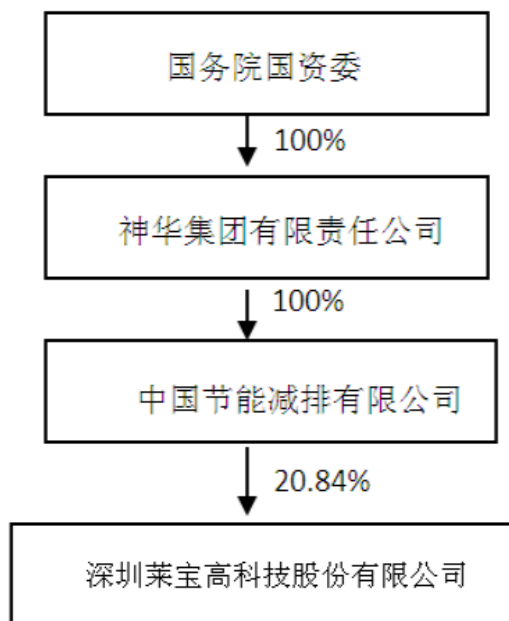 国务院国资委
100%
神华集团有限责任公司
100%
中国节能减排有限公司
20.84%
深圳莱宝高科技股份有限公司